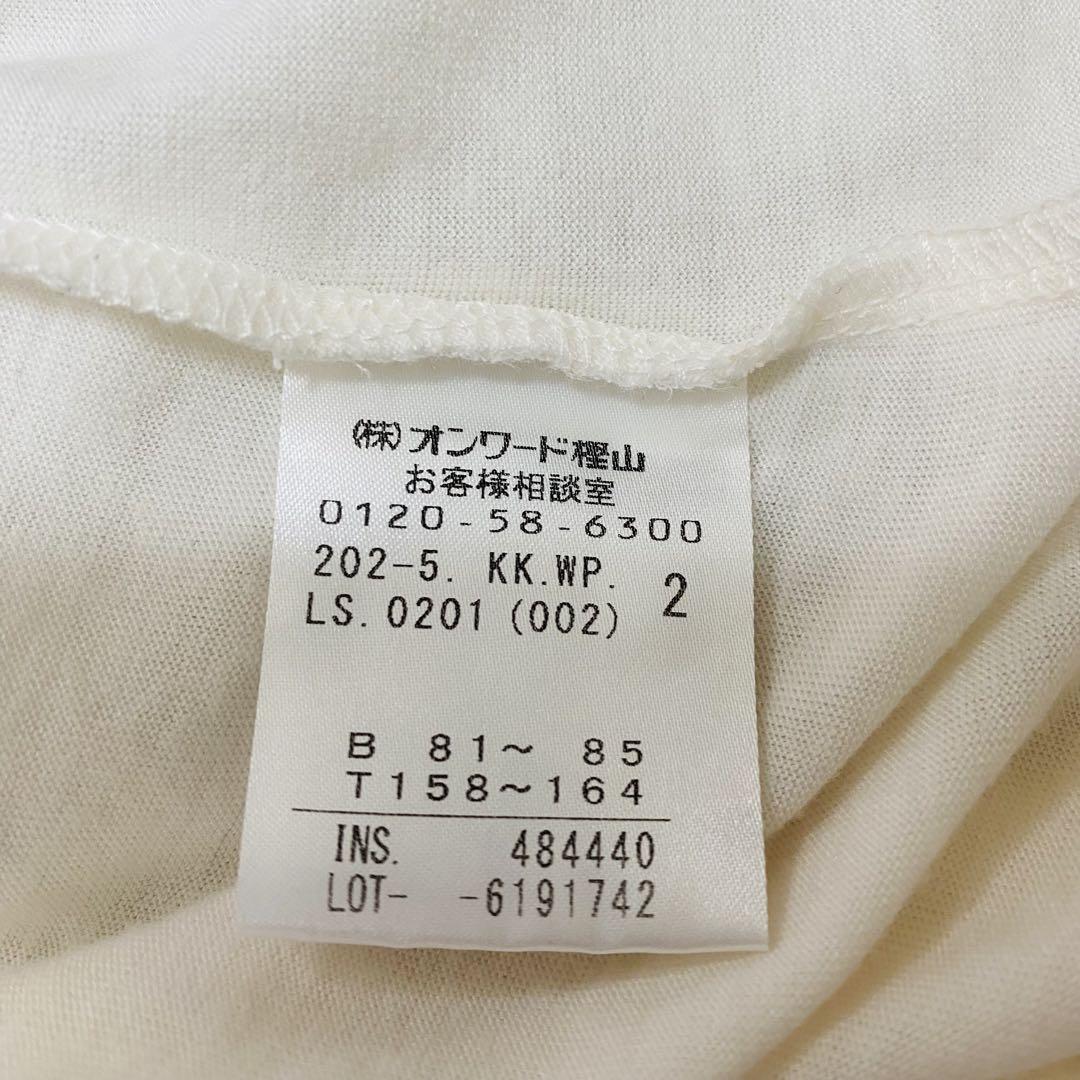 (株)オンワード樫山
お客様相談室
0120-58-6300
202-5. KK.WP. 2
LS.0201 (002)
B 81~ 85
T158~164
INS. 484440
LOT- -6191742